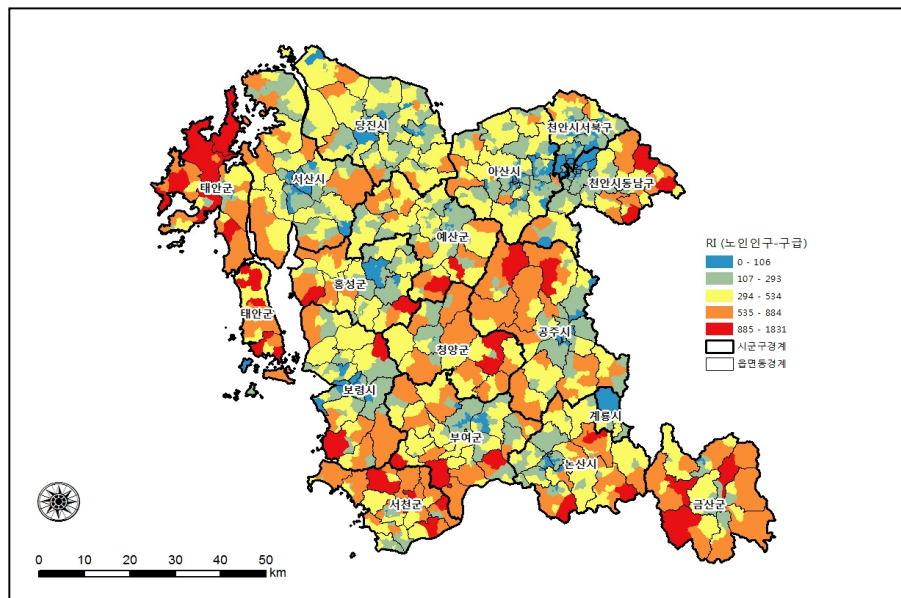 당진시
천안시서북구
아산시
서산시
천안시동남구
태안군
예산군
홍성군
태안군
공주시
청양군
보령시
계룡시
부여군
논산시
서천군
금산군
RI (노인인구-구급)
0 - 106
107 - 293
294 - 534
535 - 884
885 - 1831
시군구경계
읍면동경계
0 10 20 30 40 50
km